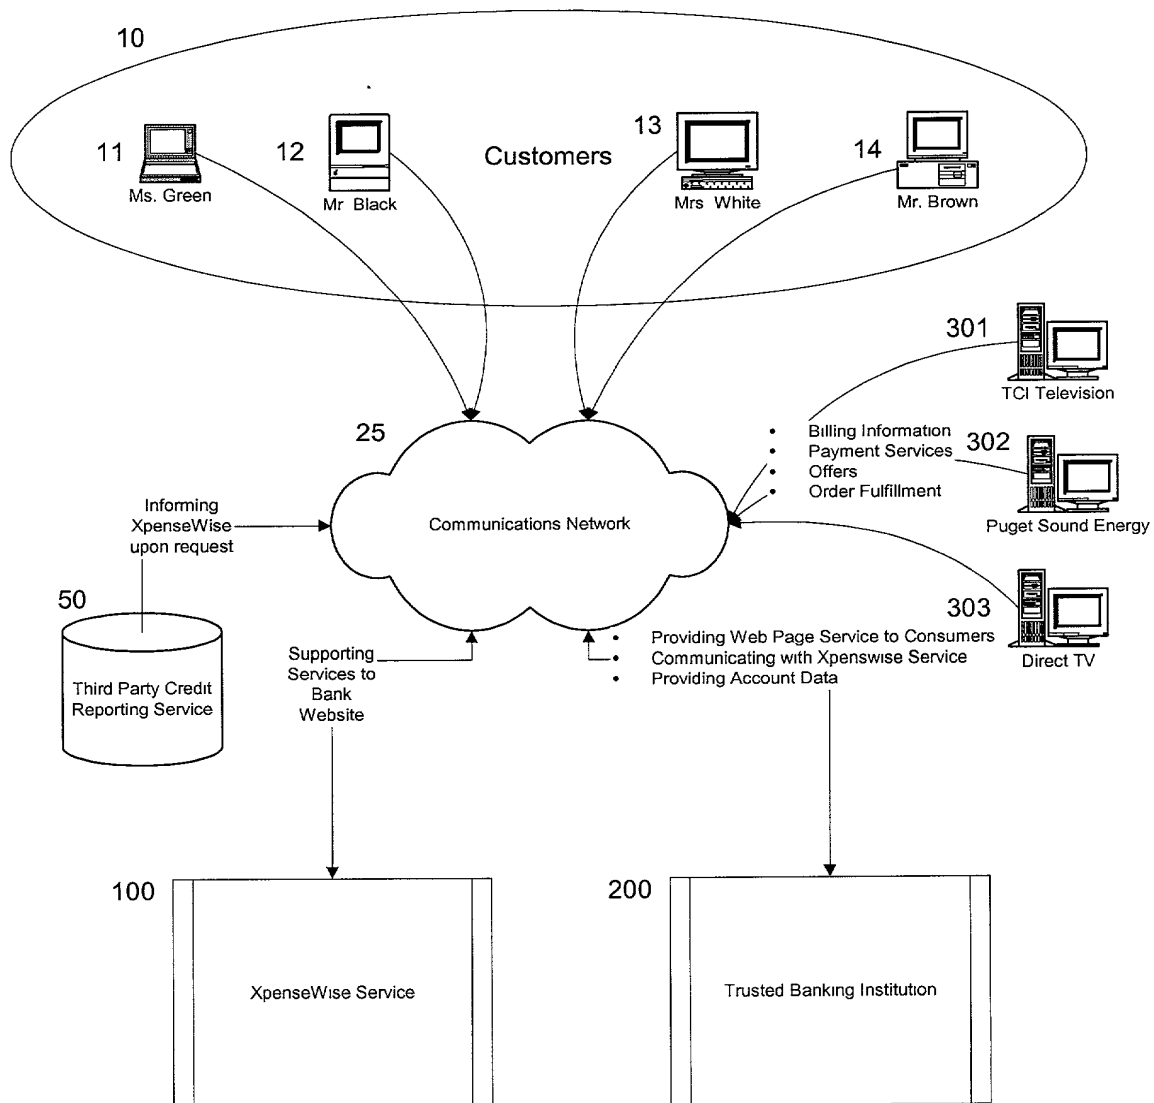 10
11
Ms. Green
12
Mr Black
Customers
13
Mrs White
14
Mr. Brown
301
TCI Television
• Billing Information
• Payment Services
• Offers
• Order Fulfillment
302
Puget Sound Energy
303
Direct TV
25
Communications Network
Informing
XpenseWise
upon request
50
Third Party Credit
Reporting Service
Supporting
Services to
Bank
Website
• Providing Web Page Service to Consumers
• Communicating with Xpenswise Service
• Providing Account Data
100
XpenseWise Service
200
Trusted Banking Institution